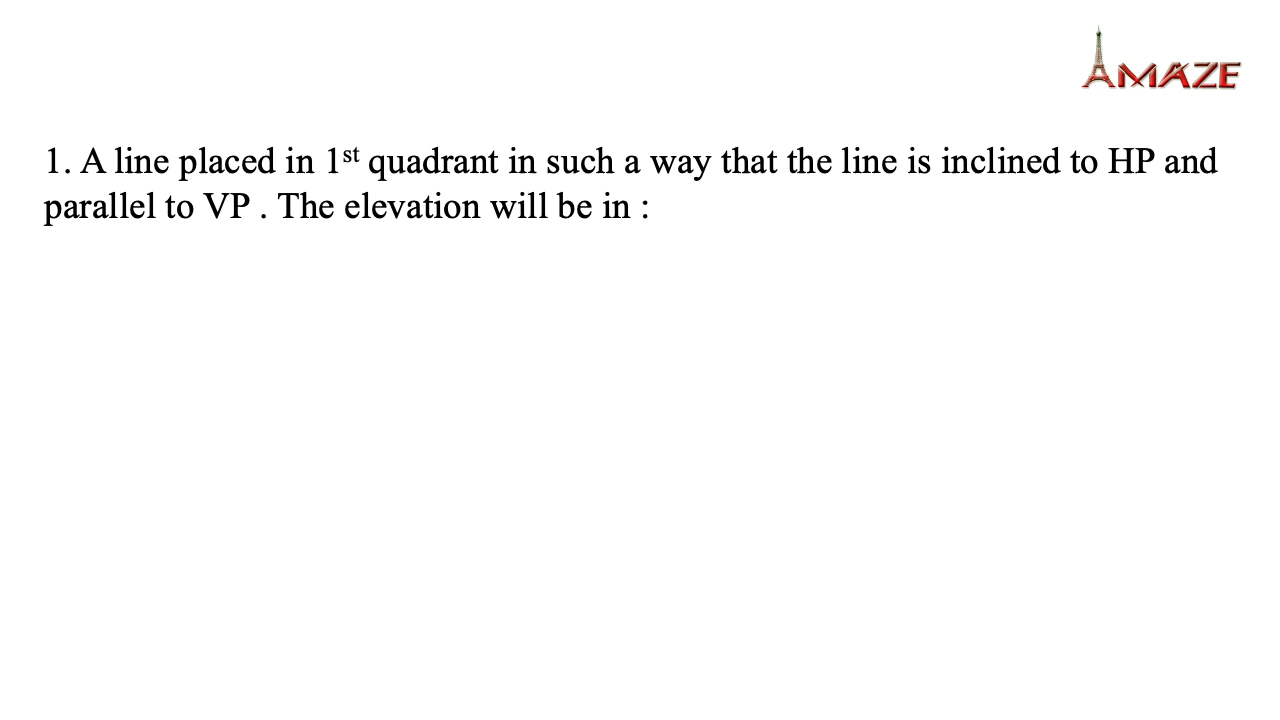 AMAZE
1. A line placed in 1st quadrant in such a way that the line is inclined to HP and
parallel to VP . The elevation will be in :